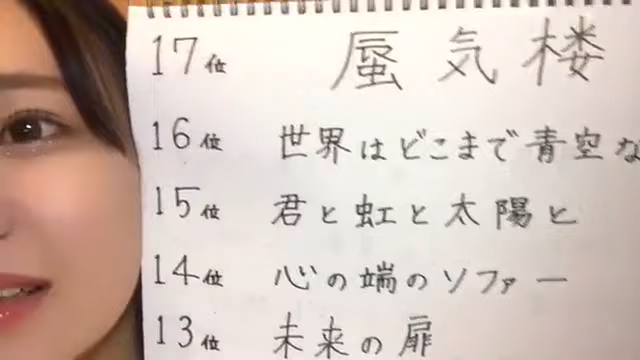 17位 蜃気楼
16位 世界はどこまで青空な
15位 君と虹と太陽と
14位 心の端のソファー
13位 未来の扉